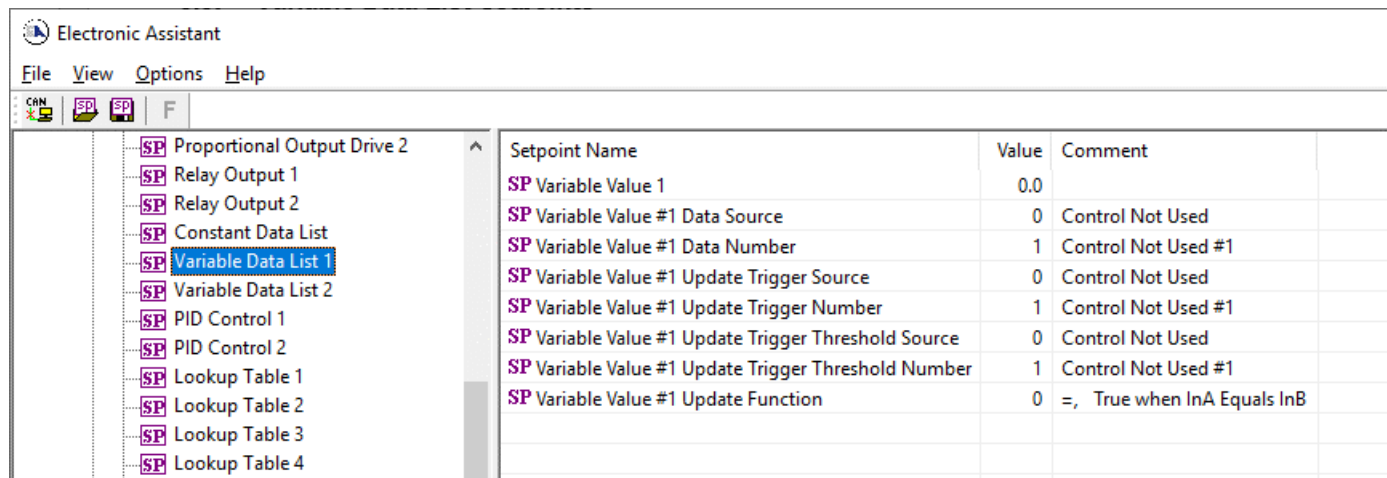 Electronic Assistant
File View Options Help
CAN SP SP F
SP Proportional Output Drive 2
SP Relay Output 1
SP Relay Output 2
SP Constant Data List
SP Variable Data List 1
SP Variable Data List 2
SP PID Control 1
SP PID Control 2
SP Lookup Table 1
SP Lookup Table 2
SP Lookup Table 3
SP Lookup Table 4
Setpoint Name Value Comment
SP Variable Value 1 0.0
SP Variable Value #1 Data Source 0 Control Not Used
SP Variable Value #1 Data Number 1 Control Not Used #1
SP Variable Value #1 Update Trigger Source 0 Control Not Used
SP Variable Value #1 Update Trigger Number 1 Control Not Used #1
SP Variable Value #1 Update Trigger Threshold Source 0 Control Not Used
SP Variable Value #1 Update Trigger Threshold Number 1 Control Not Used #1
SP Variable Value #1 Update Function 0 =, True when InA Equals InB